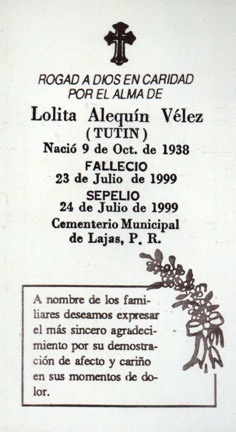 ROGAD A DIOS EN CARIDAD
POR EL ALMA DE
Lolita Alequín Vélez
(TUTIN)
Nació 9 de Oct. de 1938
FALLECIO
23 de Julio de 1999
SEPELIO
24 de Julio de 1999
Cementerio Municipal
de Lajas, P. R.
A nombre de los fami-
liares deseamos expresar
el más sincero agradeci-
miento por su demostra-
ción de afecto y cariño
en sus momentos de do-
lor.